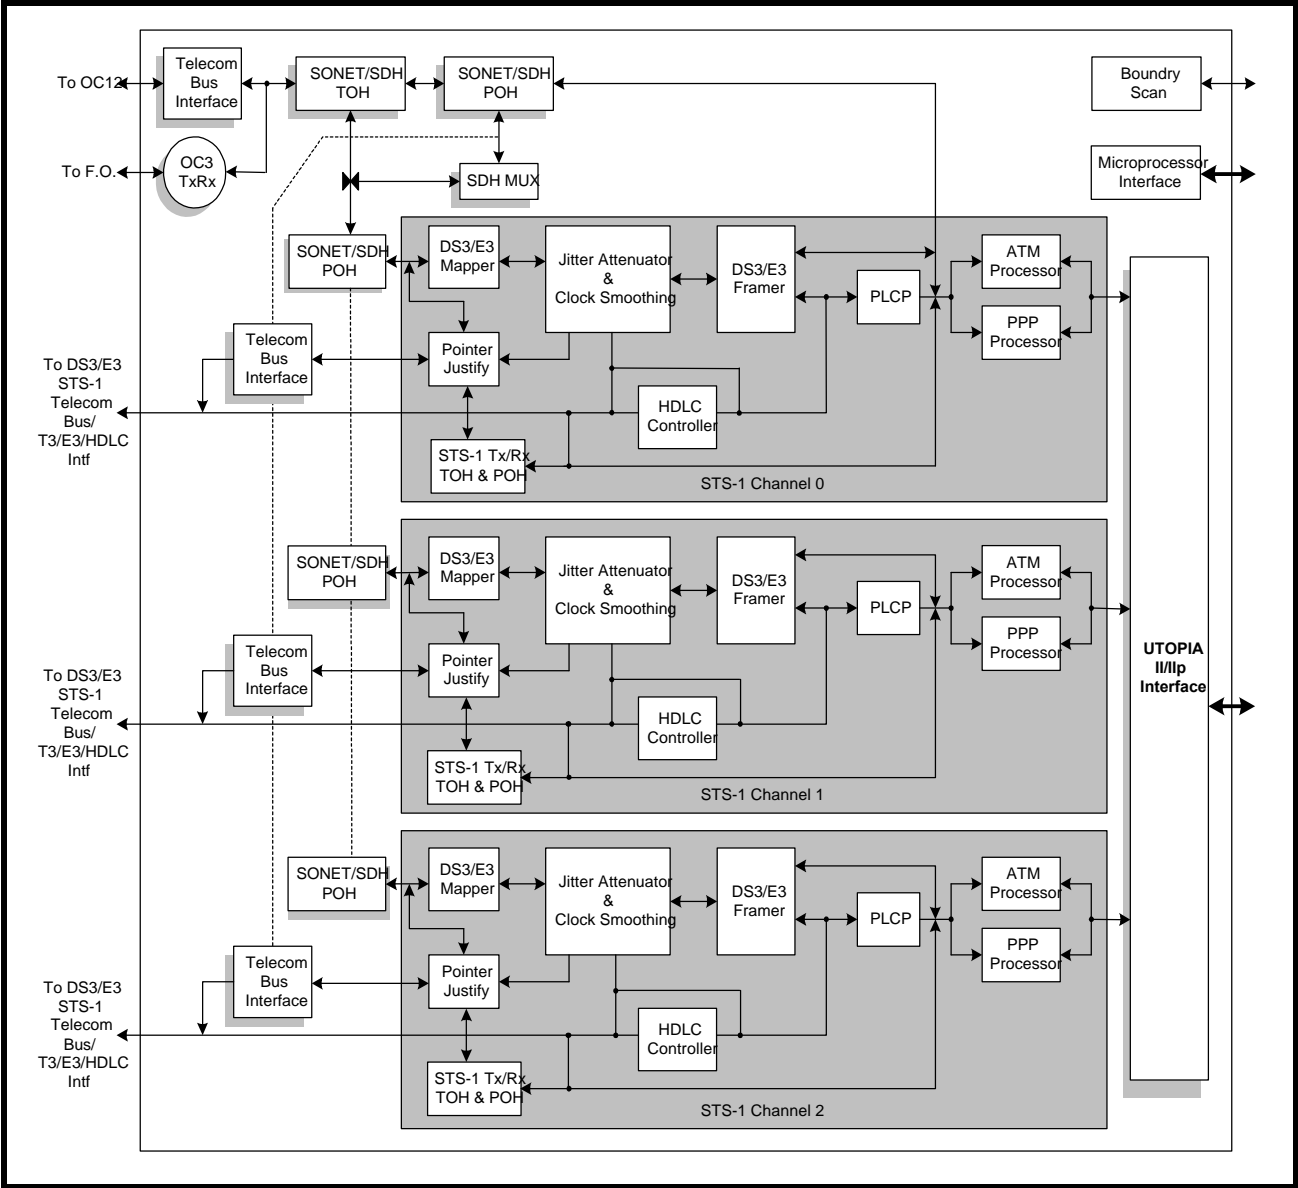 To OC12
Telecom
Bus
Interface
SONET/SDH
TOH
SONET/SDH
POH
Boundry
Scan
To F.O.
OC3
TxRx
SDH MUX
Microprocessor
Interface
SONET/SDH
POH
DS3/E3
Mapper
Jitter Attenuator
&
Clock Smoothing
DS3/E3
Framer
PLCP
ATM
Processor
PPP
Processor
Telecom
Bus
Interface
Pointer
Justify
To DS3/E3
STS-1
Telecom
Bus/
T3/E3/HDLC
Intf
HDLC
Controller
STS-1 Tx/Rx
TOH & POH
STS-1 Channel 0
SONET/SDH
POH
DS3/E3
Mapper
Jitter Attenuator
&
Clock Smoothing
DS3/E3
Framer
PLCP
ATM
Processor
PPP
Processor
UTOPIA
II/IIp
Interface
Telecom
Bus
Interface
Pointer
Justify
To DS3/E3
STS-1
Telecom
Bus/
T3/E3/HDLC
Intf
HDLC
Controller
STS-1 Tx/Rx
TOH & POH
STS-1 Channel 1
SONET/SDH
POH
DS3/E3
Mapper
Jitter Attenuator
&
Clock Smoothing
DS3/E3
Framer
PLCP
ATM
Processor
PPP
Processor
Telecom
Bus
Interface
Pointer
Justify
To DS3/E3
STS-1
Telecom
Bus/
T3/E3/HDLC
Intf
HDLC
Controller
STS-1 Tx/Rx
TOH & POH
STS-1 Channel 2